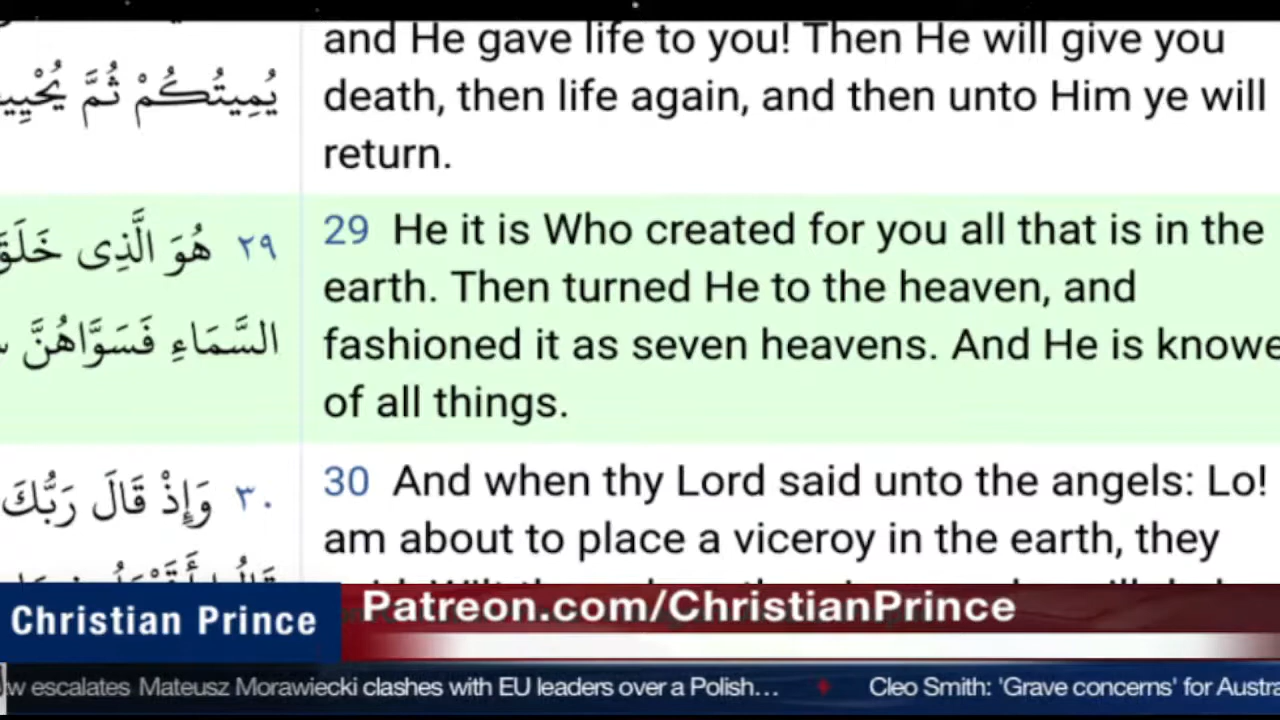 and He gave life to you! Then He will give you
يُمِيتُكُمْ ثُمَّ
death, then life again, and then unto Him ye will
return.
٢٩ هُوَ الَّذِى
29 He it is Who created for you all that is in the
earth. Then turned He to the heaven, and
السَّمَاءِ فَسَوَّاهُنَّ
fashioned it as seven heavens. And He is
of all things.
٣٠ وَإِذْ قَالَ رَبُّكَ
30 And when thy Lord said unto the angels: Lo!
am about to place a viceroy in the earth, they
Christian Prince
Patreon.com/ChristianPrince
escalates Mateusz Morawiecki clashes with EU leaders over a Polish… Cleo Smith: 'Grave concerns' for